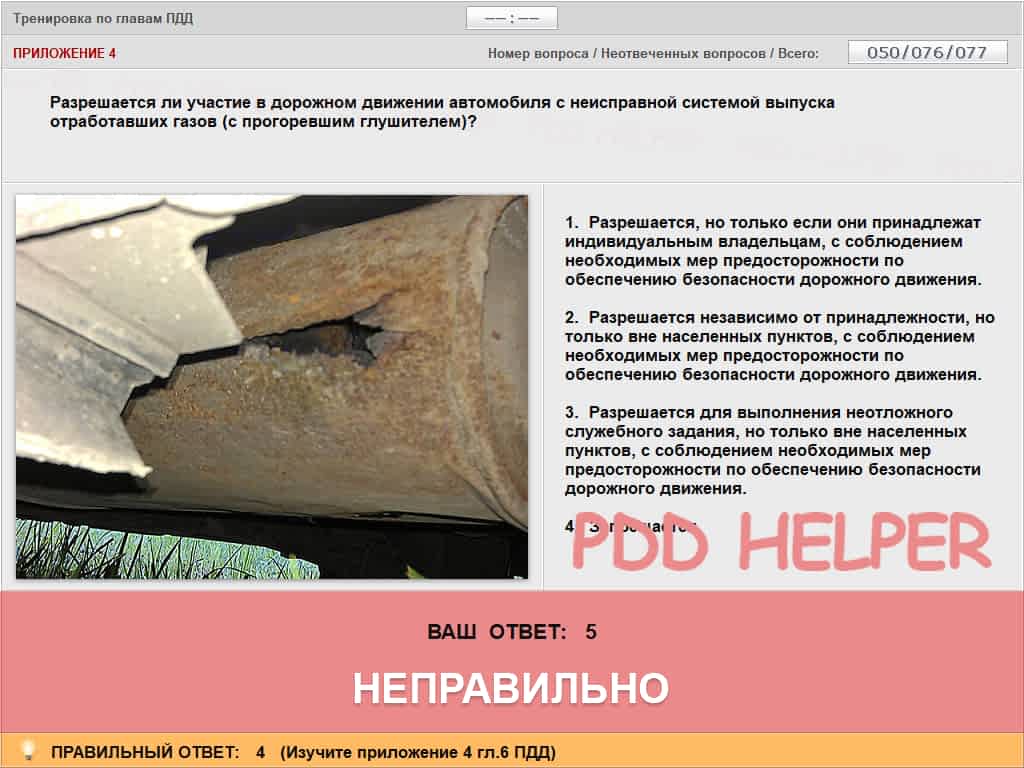 Тренировка по главам ПДД
—— : ——
ПРИЛОЖЕНИЕ 4
Номер вопроса / Неотвеченных вопросов / Всего:
050/076/077
Разрешается ли участие в дорожном движении автомобиля с неисправной системой выпуска
отработавших газов (с прогоревшим глушителем)?
1. Разрешается, но только если они принадлежат
индивидуальным владельцам, с соблюдением
необходимых мер предосторожности по
обеспечению безопасности дорожного движения.
2. Разрешается независимо от принадлежности, но
только вне населенных пунктов, с соблюдением
необходимых мер предосторожности по
обеспечению безопасности дорожного движения.
3. Разрешается для выполнения неотложного
служебного задания, но только вне населенных
пунктов, с соблюдением необходимых мер
предосторожности по обеспечению безопасности
дорожного движения.
4.
PDD HELPER
ВАШ ОТВЕТ: 5
НЕПРАВИЛЬНО
ПРАВИЛЬНЫЙ ОТВЕТ: 4 (Изучите приложение 4 гл.6 ПДД)